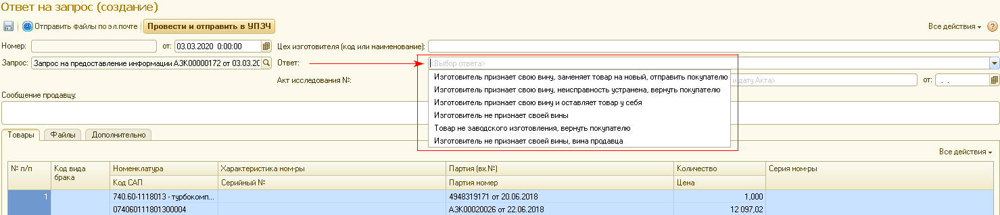 Ответ на запрос (создание)
Отправить файлы по эл.почте Провести и отправить в УПЗЧ Все действия ?
Номер: от: 03.03.2020 0:00:00 Цех изготовителя (код или наименование):
Запрос: Запрос на предоставление информации АЗК00000172 от 03.03.20 Ответ: <Выбор ответа>
Изготовитель признает свою вину, заменяет товар на новый, отправить покупателю
Акт исследования №: и дату Акта> от: . .
Изготовитель признает свою вину, неисправность устранена, вернуть покупателю
Сообщение продавцу:
Изготовитель признает свою вину и оставляет товар у себя
Изготовитель не признает своей вины
Товар не заводского изготовления, вернуть покупателю
Изготовитель не признает своей вины, вина продавца
Товары Файлы Дополнительно
Все действия
№ п/п Код вида брака Номенклатура Характеристика ном-ры Партия (вх.№) Количество Серия ном-ры
Код САП Серийный № Партия номер Цена
1 740.60-1118013 - турбокомп... 4948319171 от 20.06.2018 1,000
074060111801300004 АЗК00020026 от 22.06.2018 12 097,02